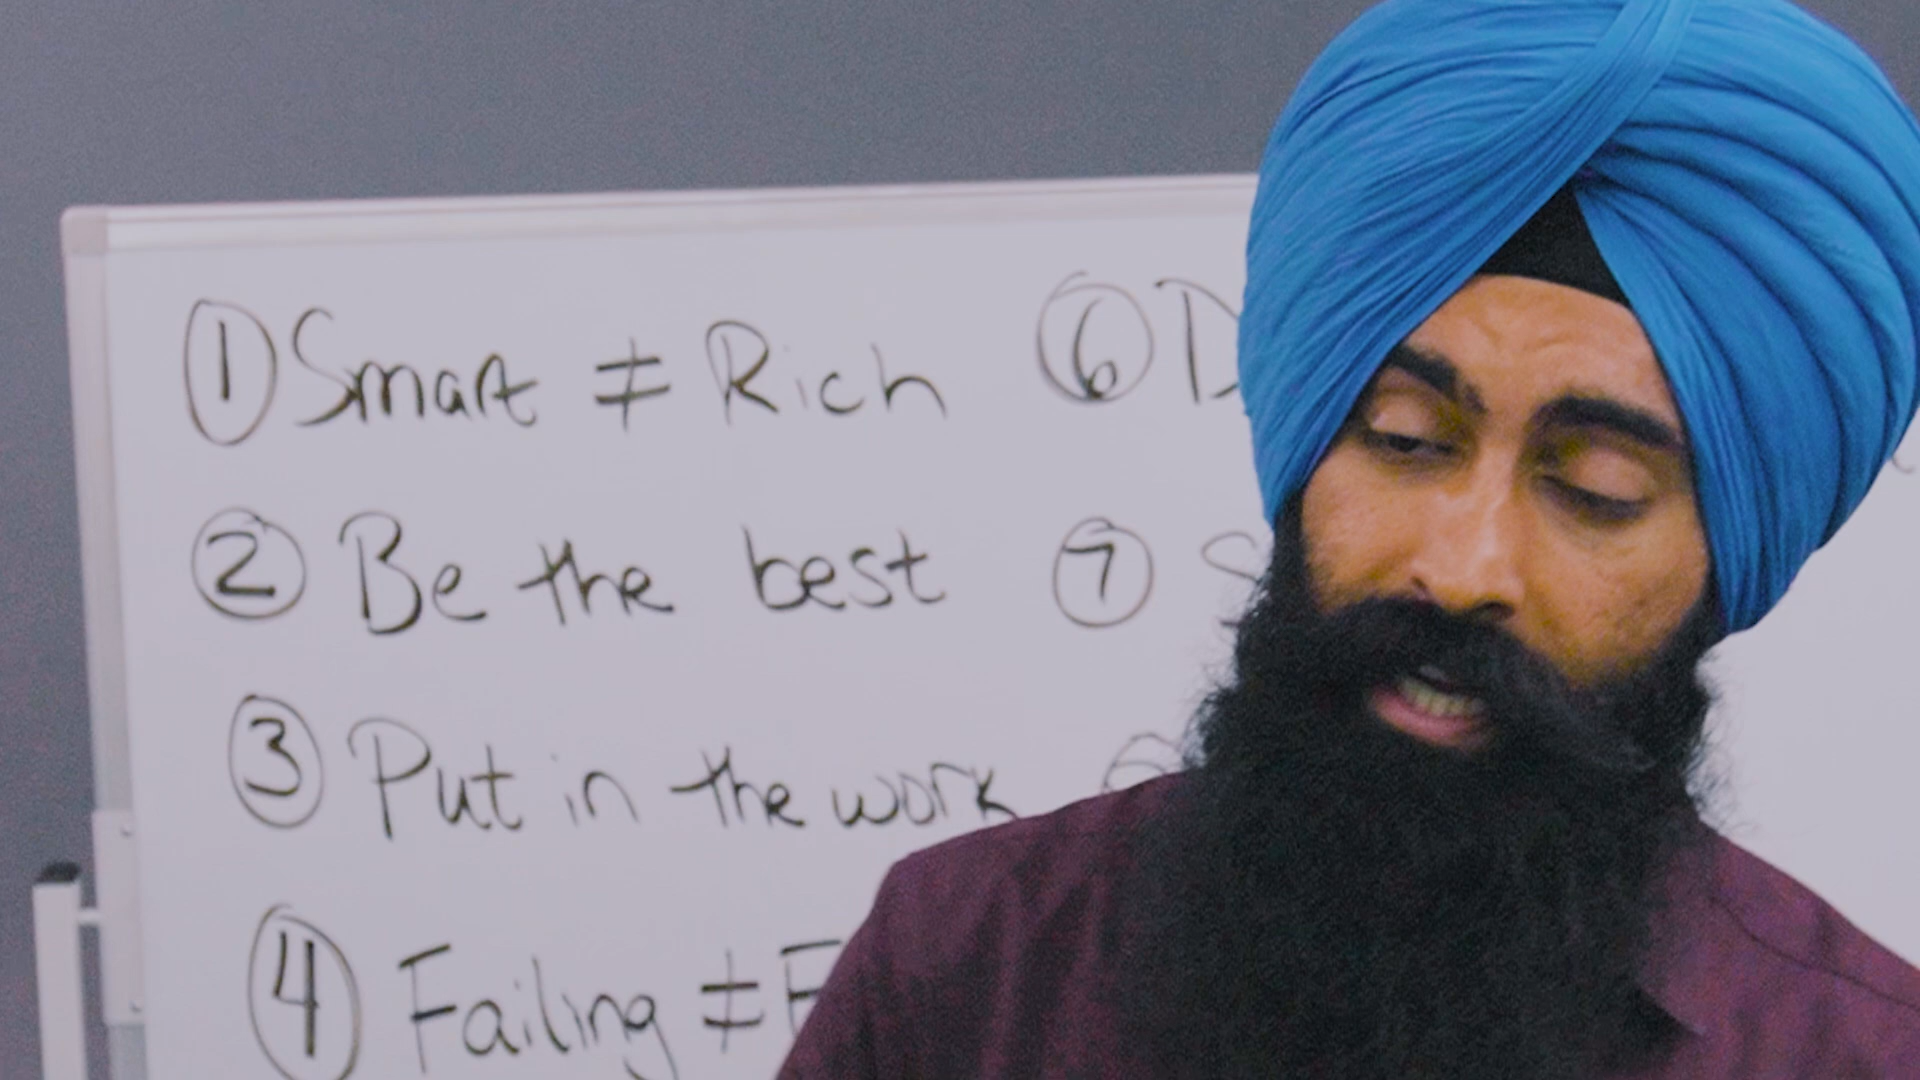 ① Smart ≠ Rich
② Be the best
③ Put in the work
④ Failing ≠ F
⑥ D
⑦ S